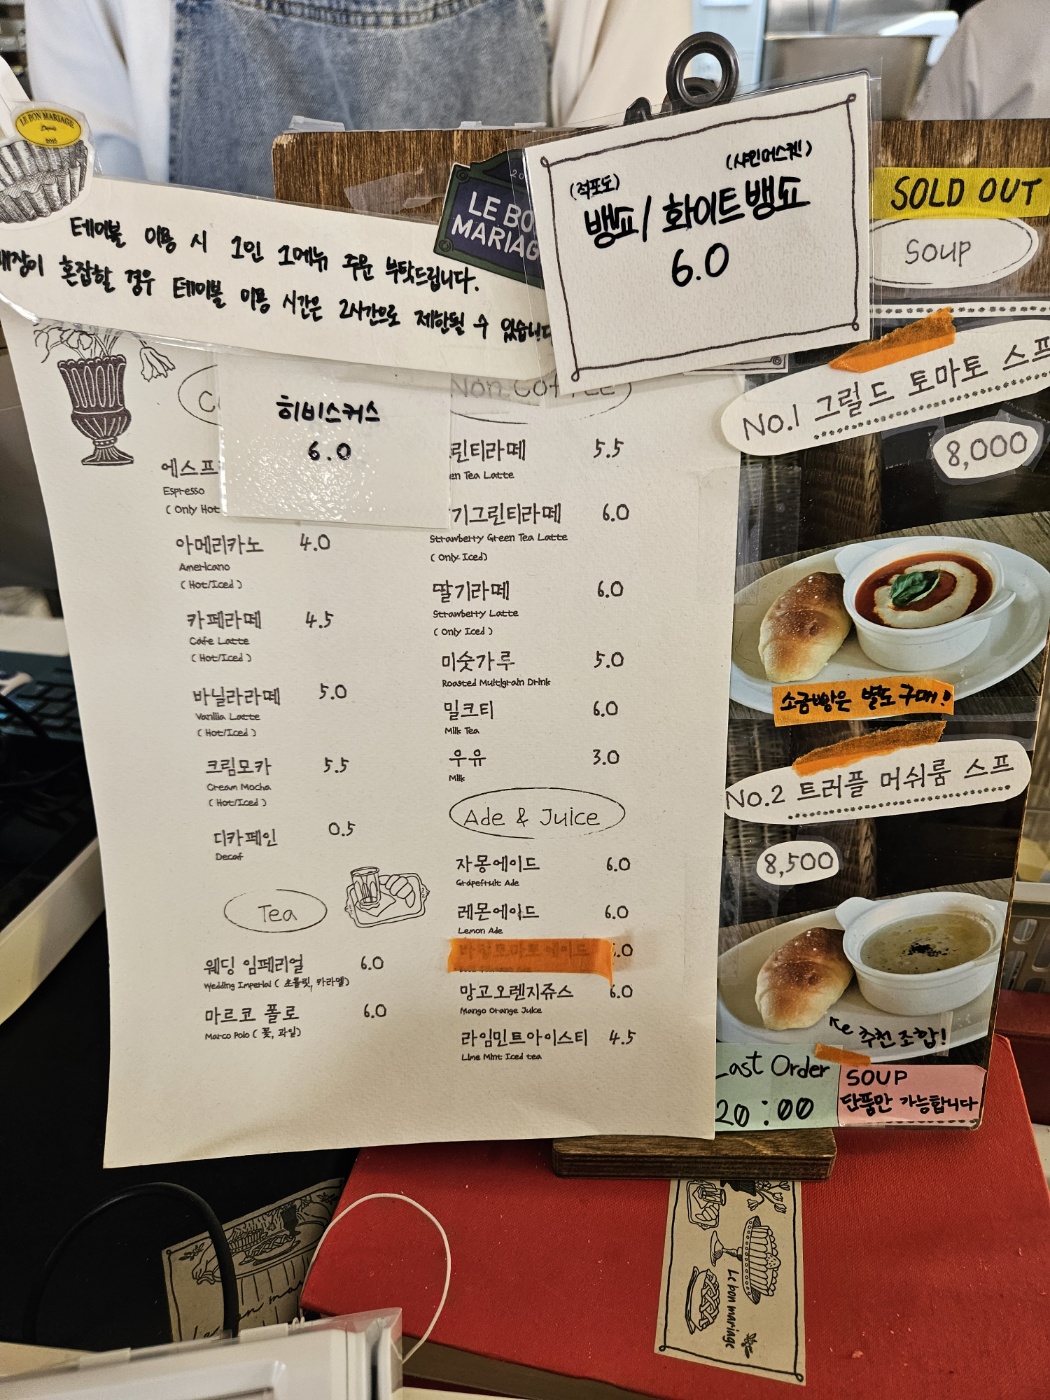 LE BON MARIAGE
Depuis
테이블 이용 시 1인 1메뉴 주문 부탁드립니다.
혼잡할 경우 테이블 이용 시간은 2시간으로 제한될 수
LE BO
MARIAG
(적포도)
(샤인머스켓)
뱅쇼/ 화이트뱅쇼
6.0
SOLD OUT
Soup
No.1 그릴드 토마토 스프
8,000
소금빵은 별도 구매!
No.2 트러플 머쉬룸 스프
8,500
추천조합!
Last Order
20:00
SOUP
단품만 가능합니다
히비스커스
6.0
에스프
Espresso
( Only Hot
아메리카노 4.0
Americano
( Hot/Iced )
카페라떼 4.5
Cafe Latte
( Hot/Iced )
바닐라라떼 5.0
Vanilla Latte
( Hot/Iced )
크림모카 5.5
Cream Mocha
( Hot/Iced )
디카페인 0.5
Decaf
Tea
웨딩 임페리얼 6.0
Wedding Imperial ( 초콜릿, 카라멜)
마르코 폴로 6.0
Marco Polo ( 꽃, 과일)
Non Coffee
린티라떼 5.5
en Tea Latte
기그린티라떼 6.0
Strawberry Green Tea Latte
( Only Iced)
딸기라떼 6.0
Strawberry Latte
( Only Iced )
미숫가루 5.0
Roasted Multigrain Drink
밀크티 6.0
Milk Tea
우유 3.0
Milk
Ade & Juice
자몽에이드 6.0
Grapefruit Ade
레몬에이드 6.0
Lemon Ade
토마토에이드 .0
망고오렌지쥬스 6.0
Mango Orange Juice
라임민트아이스티 4.5
Lime Mint Iced tea
Le bon mariage